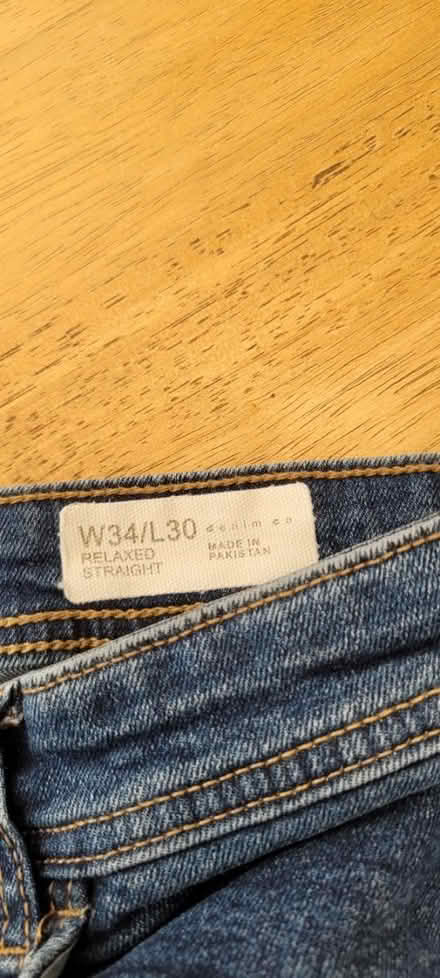 W34/L30 denim co
RELAXED
STRAIGHT
MADE IN
PAKISTAN